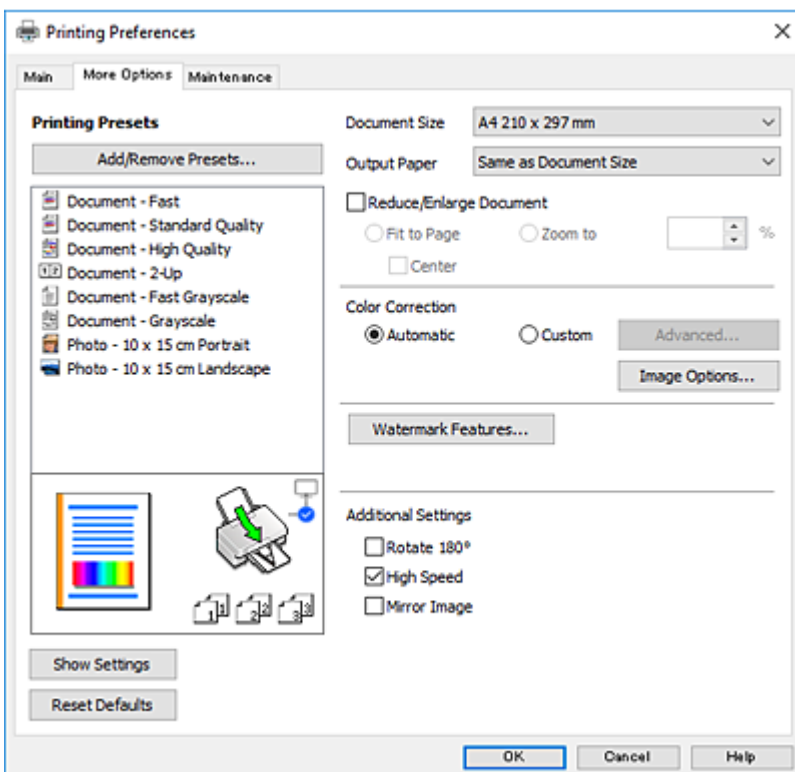 Printing Preferences
Main More Options Maintenance
Printing Presets
Add/Remove Presets...
Document - Fast
Document - Standard Quality
Document - High Quality
Document - 2-Up
Document - Fast Grayscale
Document - Grayscale
Photo - 10 x 15 cm Portrait
Photo - 10 x 15 cm Landscape
1 2 3
Show Settings
Reset Defaults
Document Size A4 210 x 297 mm
Output Paper Same as Document Size
Reduce/Enlarge Document
Fit to Page Zoom to %
Center
Color Correction
Automatic Custom Advanced...
Image Options...
Watermark Features...
Additional Settings
Rotate 180°
High Speed
Mirror Image
OK Cancel Help